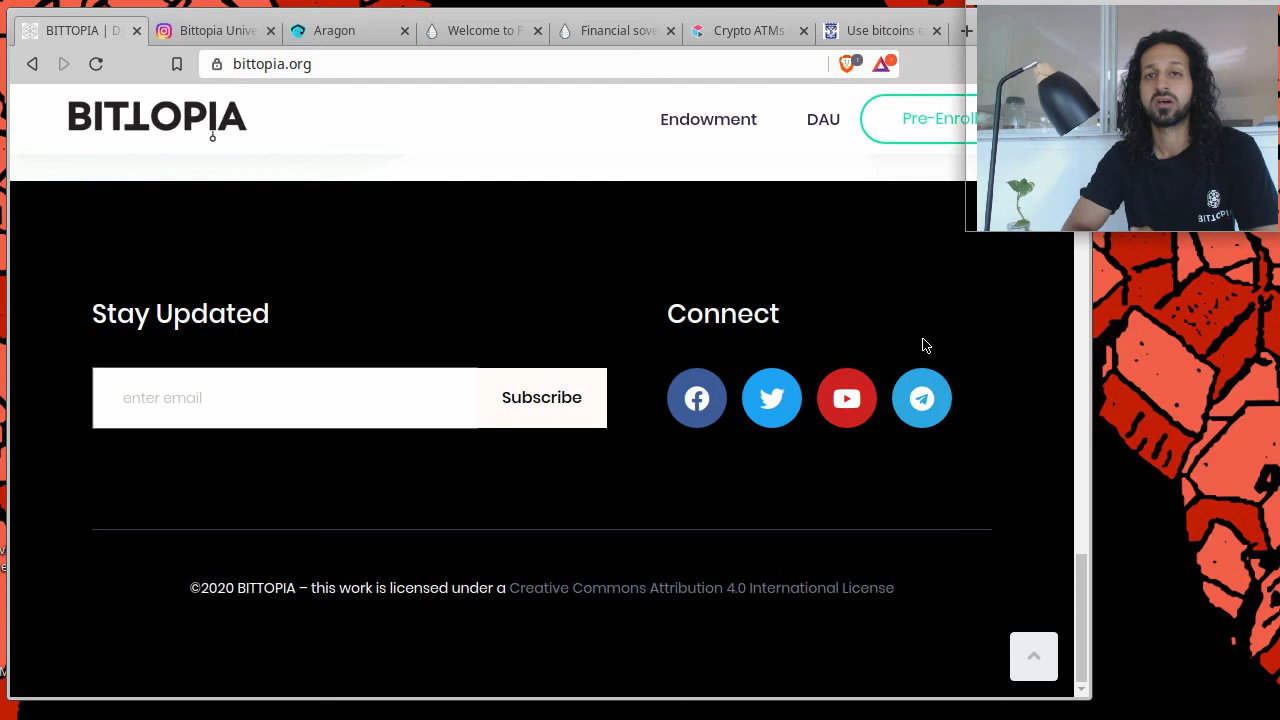 BITTOPIA | D
Bittopia Unive
Aragon
Welcome to P
Financial sove
Crypto ATMs
Use bitcoins e
bittopia.org
BITTOPIA
Endowment
DAU
Pre-Enroll
BITTOPI
Stay Updated
Connect
enter email
Subscribe
©2020 BITTOPIA – this work is licensed under a Creative Commons Attribution 4.0 International License